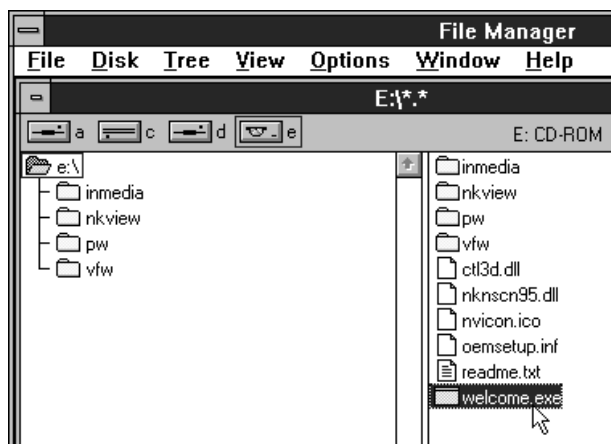 File Manager
File Disk Tree View Options Window Help
E:\*.*
a c d e E: CD-ROM
e:\
inmedia
nkview
pw
vfw
inmedia
nkview
pw
vfw
ctl3d.dll
nknscn95.dll
nvicon.ico
oemsetup.inf
readme.txt
welcome.exe